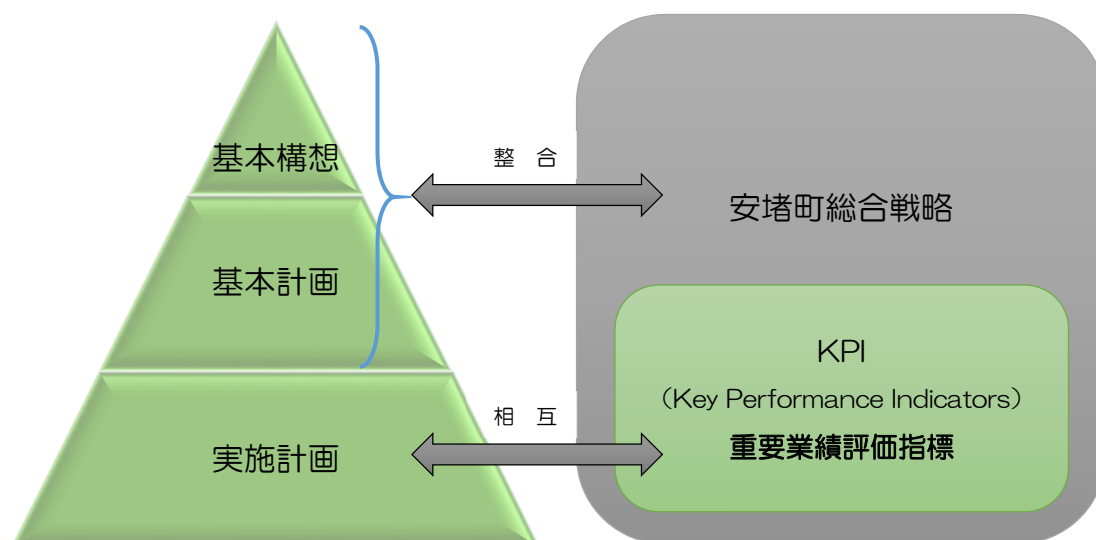 基本構想
基本計画
実施計画
整　合
相　互
安堵町総合戦略
KPI
（Key Performance Indicators）
重要業績評価指標